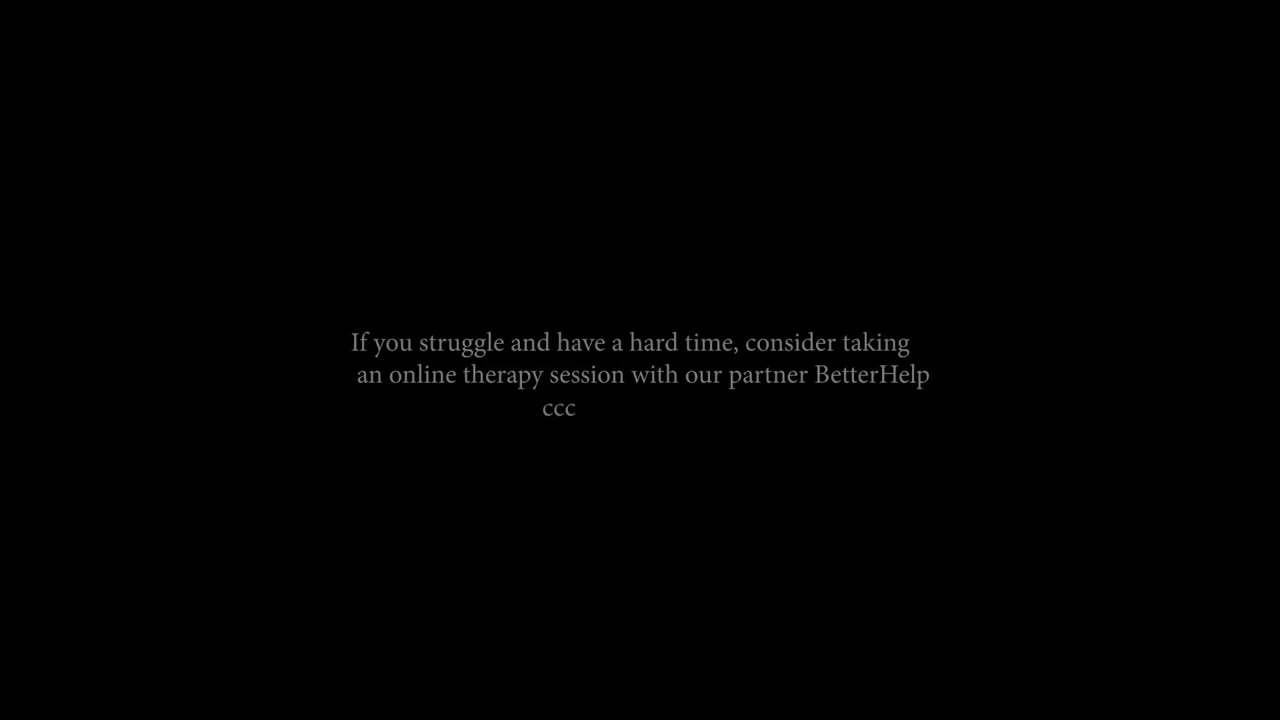 If you struggle and have a hard time, consider taking
an online therapy session with our partner BetterHelp
ccc